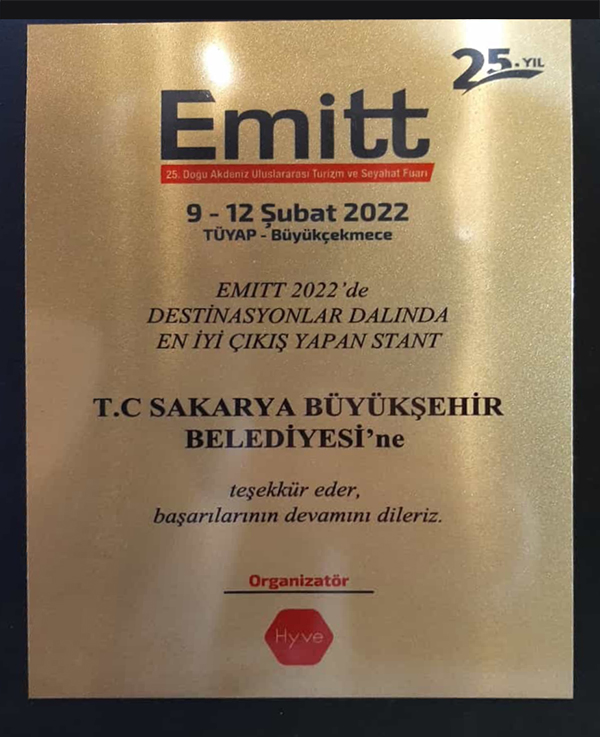 25. YIL
Emitt
25. Doğu Akdeniz Uluslararası Turizm ve Seyahat Fuarı
9 - 12 Şubat 2022
TÜYAP - Büyükçekmece
EMITT 2022’de
DESTİNASYONLAR DALINDA
EN İYİ ÇIKIŞ YAPAN STANT
T.C SAKARYA BÜYÜKŞEHİR
BELEDİYESİ’ne
teşekkür eder,
başarılarının devamını dileriz.
Organizatör
Hyve